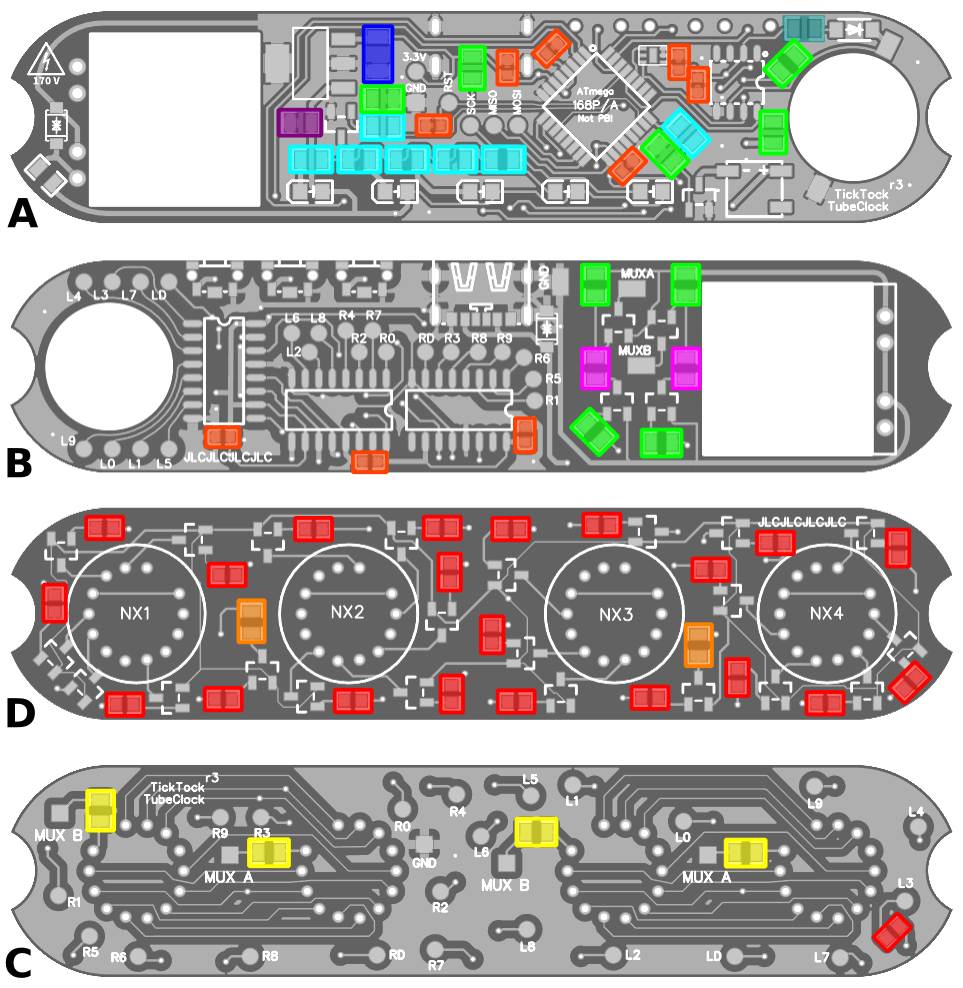 170 V
3.3V
GND
RST
SCK
MISO
MOSI
ATmega
168P/A
Not PB!
- +
TickTock r3
TubeClock
A
L4 L3 L7 LD
GND
MUXA
L6 L8 R4 R7
L2 R2 R0 RD R3 R8 R9
MUXB
R6
R5
R1
L9
L0 L1 L5
JLCJLCJLCJLC
B
JLCJLCJLCJLC
NX1 NX2 NX3 NX4
D
TickTock r3
TubeClock
MUX B
R9 R3
R0
R4
L5
L1
L9
L4
L6
L0
GND
MUX A
MUX B
MUX A
R1
R2
L3
R5
R6
R8
RD
R7
L8
L2
LD
L7
C